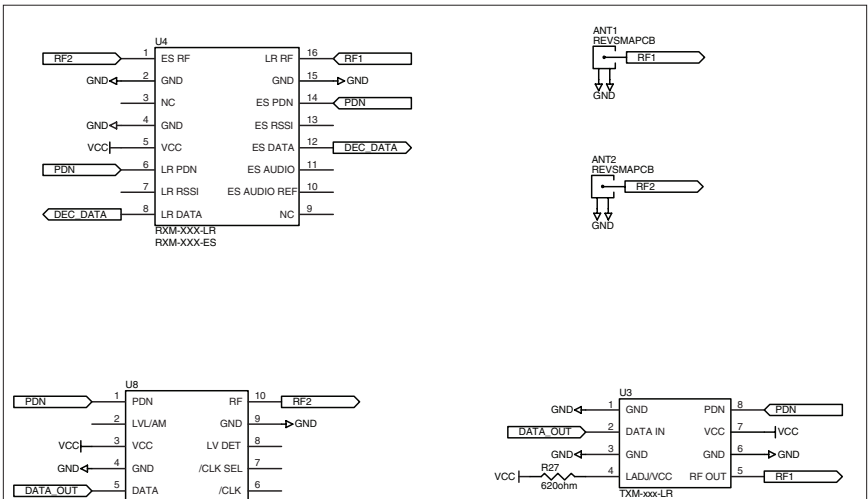 U4
RF2 1 ES RF LR RF 16 RF1
GND 2 GND GND 15 GND
3 NC ES PDN 14 PDN
GND 4 GND ES RSSI 13
VCC 5 VCC ES DATA 12 DEC_DATA
PDN 6 LR PDN ES AUDIO 11
7 LR RSSI ES AUDIO REF 10
DEC_DATA 8 LR DATA NC 9
RXM-XXX-LR
RXM-XXX-ES
ANT1
REVSMAPCB
RF1
GND
ANT2
REVSMAPCB
RF2
GND
U8
PDN 1 PDN RF 10 RF2
2 LVL/AM GND 9 GND
VCC 3 VCC LV DET 8
GND 4 GND /CLK SEL 7
DATA_OUT 5 DATA /CLK 6
U3
GND 1 GND PDN 8 PDN
DATA_OUT 2 DATA IN VCC 7 VCC
GND 3 GND GND 6 GND
VCC R27 4 LADJ/VCC RF OUT 5 RF1
620ohm
TXM-xxx-LR